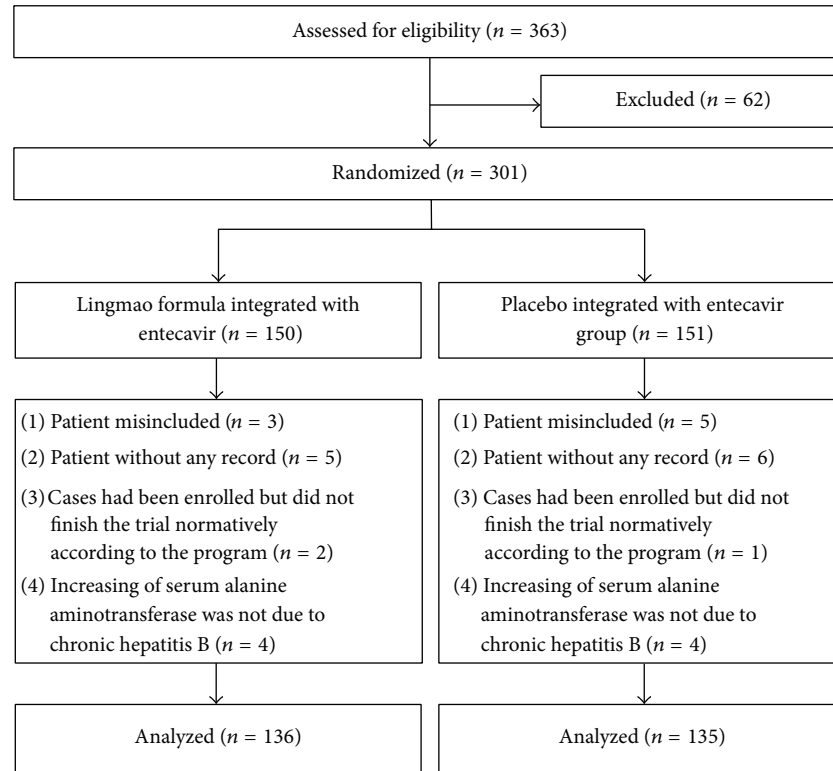 Assessed for eligibility (n = 363)
Excluded (n = 62)
Randomized (n = 301)
Lingmao formula integrated with
entecavir (n = 150)
Placebo integrated with entecavir
group (n = 151)
(1) Patient misincluded (n = 3)
(2) Patient without any record (n = 5)
(3) Cases had been enrolled but did not
finish the trial normatively
according to the program (n = 2)
(4) Increasing of serum alanine
aminotransferase was not due to
chronic hepatitis B (n = 4)
(1) Patient misincluded (n = 5)
(2) Patient without any record (n = 6)
(3) Cases had been enrolled but did not
finish the trial normatively
according to the program (n = 1)
(4) Increasing of serum alanine
aminotransferase was not due to
chronic hepatitis B (n = 4)
Analyzed (n = 136)
Analyzed (n = 135)